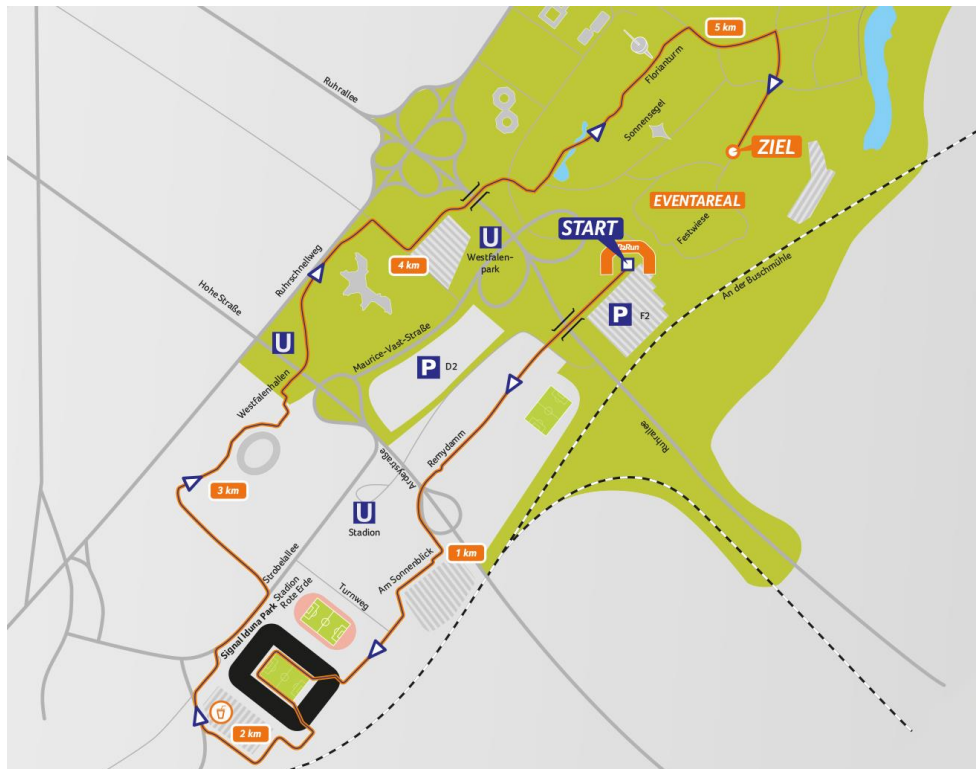 5 km
Ruhrallee
Florianturm
Sonnensegel
ZIEL
EVENTAREAL
Festwiese
START
U
Westfalen-
park
4 km
Ruhrschnellweg
Hohe Straße
An der Buschmühle
P F2
U
Maurice-Vast-Straße
P D2
Westfalenhallen
Remydamm
Ruhrallee
Ardeystraße
3 km
U
Stadion
1 km
Am Sonnenblick
Strobelallee
Stadion
Rote Erde
Turnweg
Signal Iduna Park
2 km